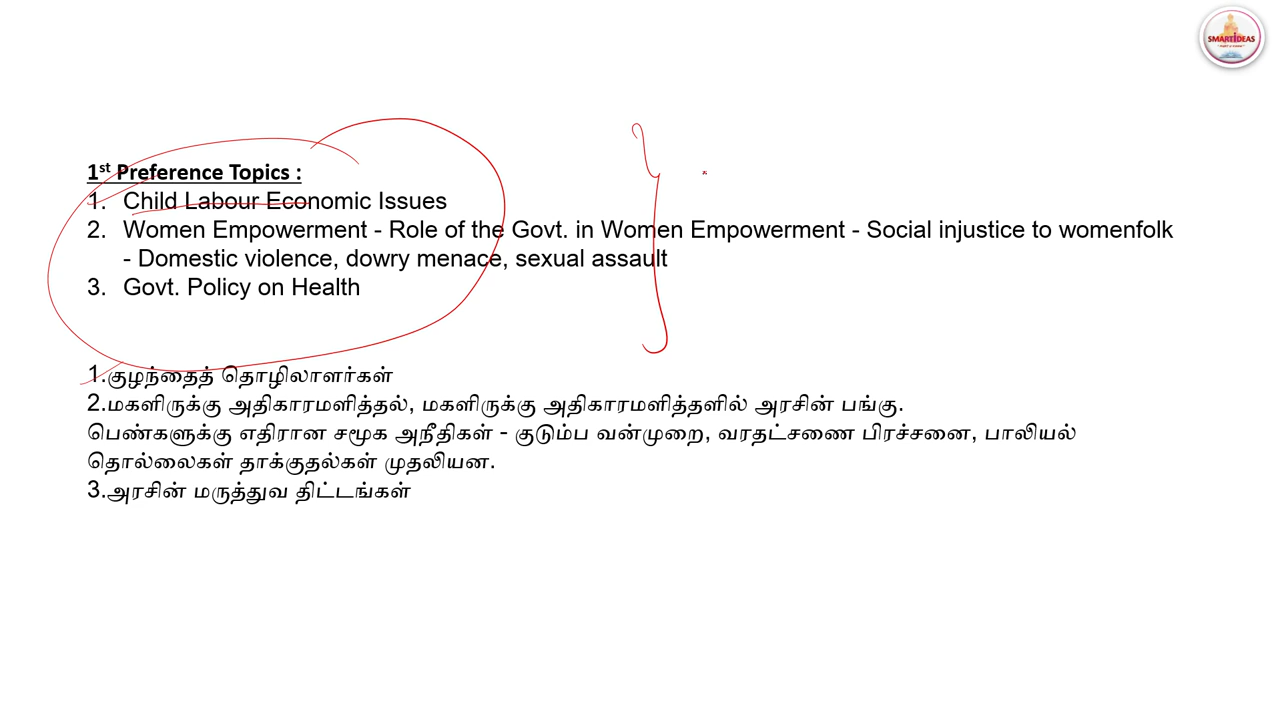 SMARTIDEAS
1st Preference Topics :
1. Child Labour Economic Issues
2. Women Empowerment - Role of the Govt. in Women Empowerment - Social injustice to womenfolk
- Domestic violence, dowry menace, sexual assault
3. Govt. Policy on Health
1.குழந்தைத் தொழிலாளர்கள்
2.மகளிருக்கு அதிகாரமளித்தல், மகளிருக்கு அதிகாரமளித்தளில் அரசின் பங்கு.
பெண்களுக்கு எதிரான சமூக அநீதிகள் - குடும்ப வன்முறை, வரதட்சணை பிரச்சனை, பாலியல்
தொல்லைகள் தாக்குதல்கள் முதலியன.
3.அரசின் மருத்துவ திட்டங்கள்